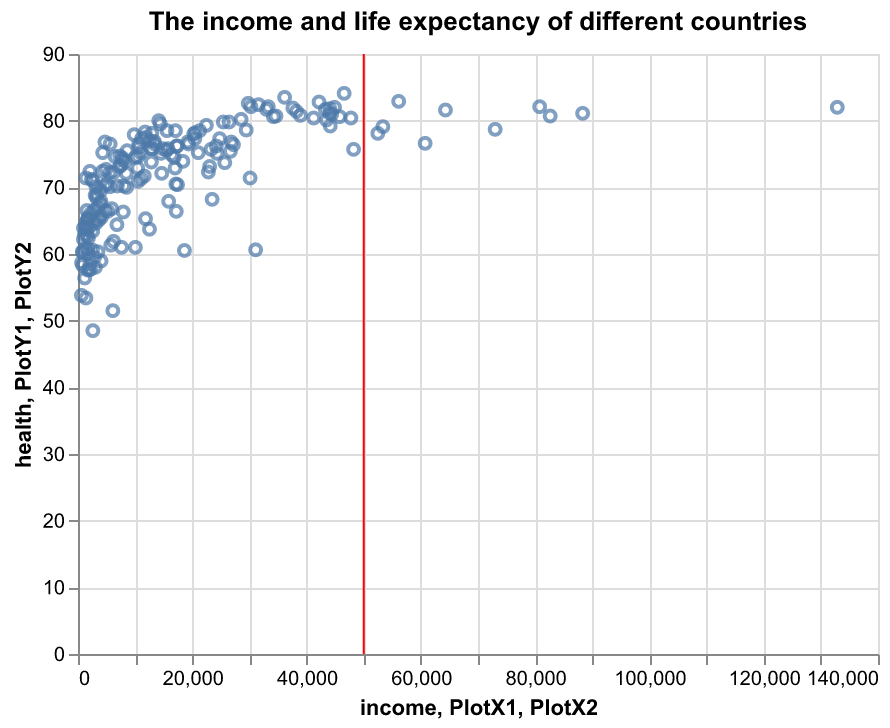 The income and life expectancy of different countries
90
80
70
60
50
40
30
20
10
0
health, PlotY1, PlotY2
0 20,000 40,000 60,000 80,000 100,000 120,000 140,000
income, PlotX1, PlotX2